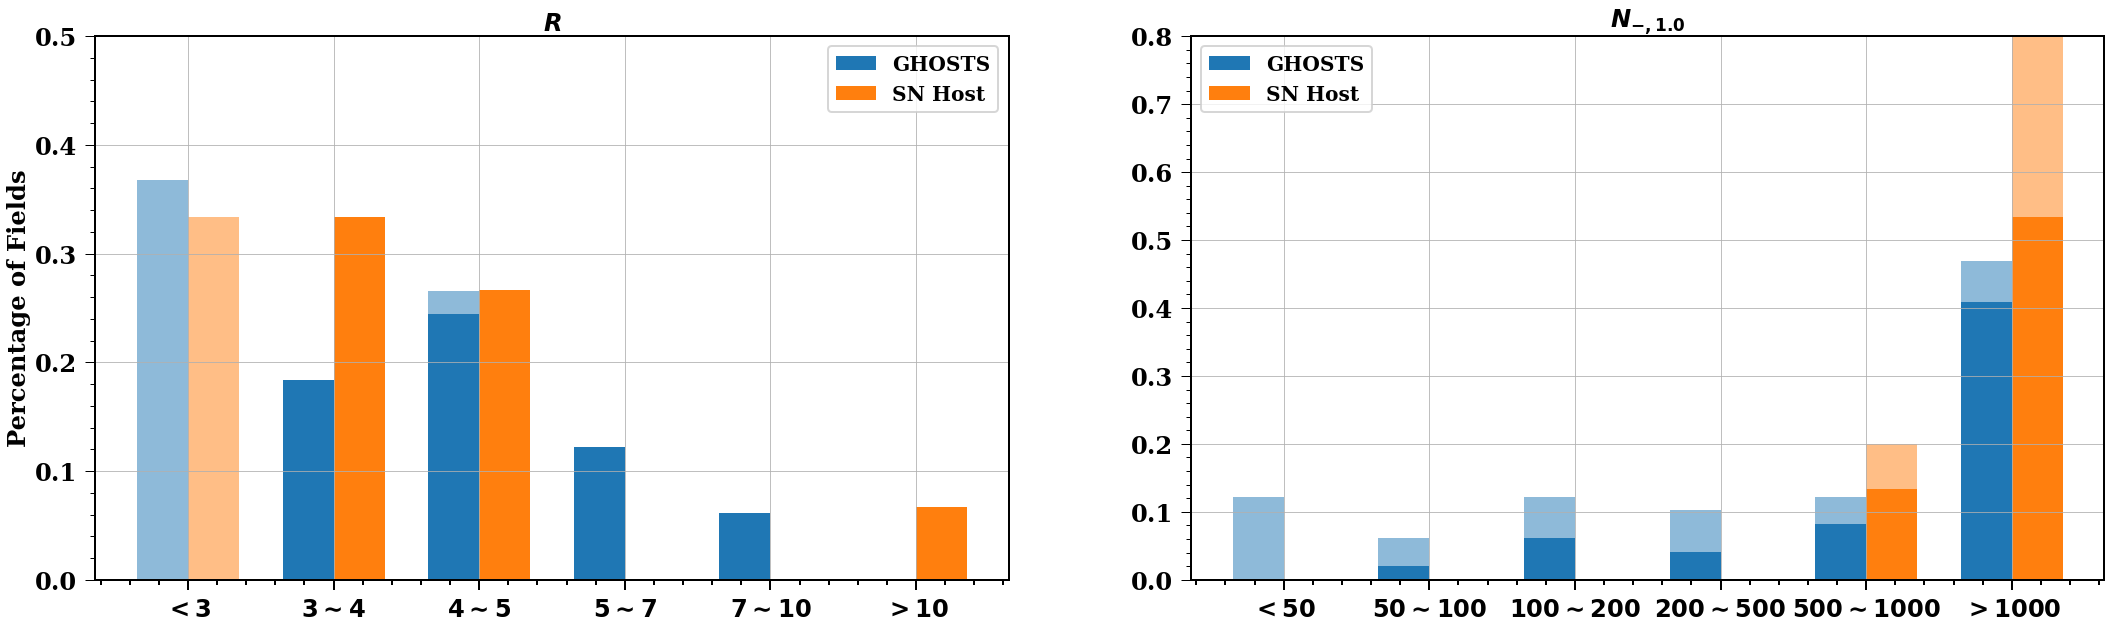 R
0.5
0.4
0.3
0.2
0.1
0.0
Percentage of Fields
GHOSTS
SN Host
< 3 3 ∼ 4 4 ∼ 5 5 ∼ 7 7 ∼ 10 > 10
N−, 1.0
0.8
0.7
0.6
0.5
0.4
0.3
0.2
0.1
0.0
GHOSTS
SN Host
< 50 50 ∼ 100 100 ∼ 200 200 ∼ 500 500 ∼ 1000 > 1000